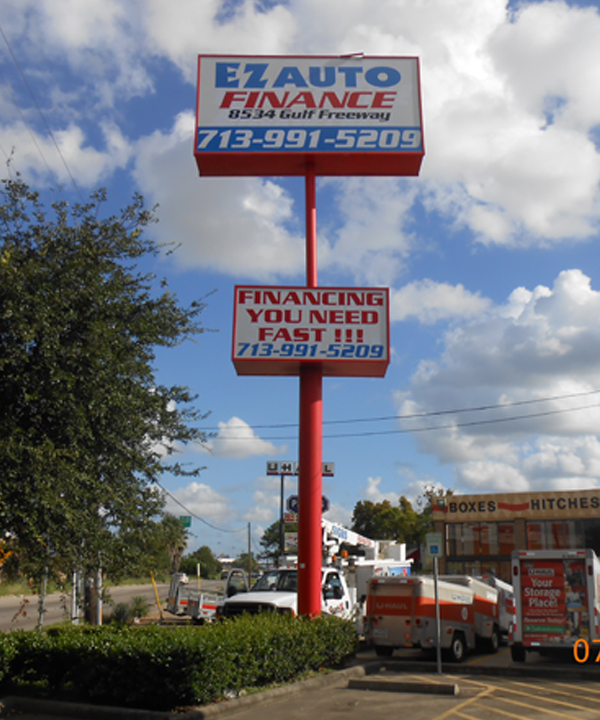 EZ AUTO
FINANCE
8534 Gulf Freeway
713-991-5209
FINANCING
YOU NEED
FAST !!!
713-991-5209
U-HAUL
BOXES HITCHES
U-HAUL
Your
Storage
Place!
07